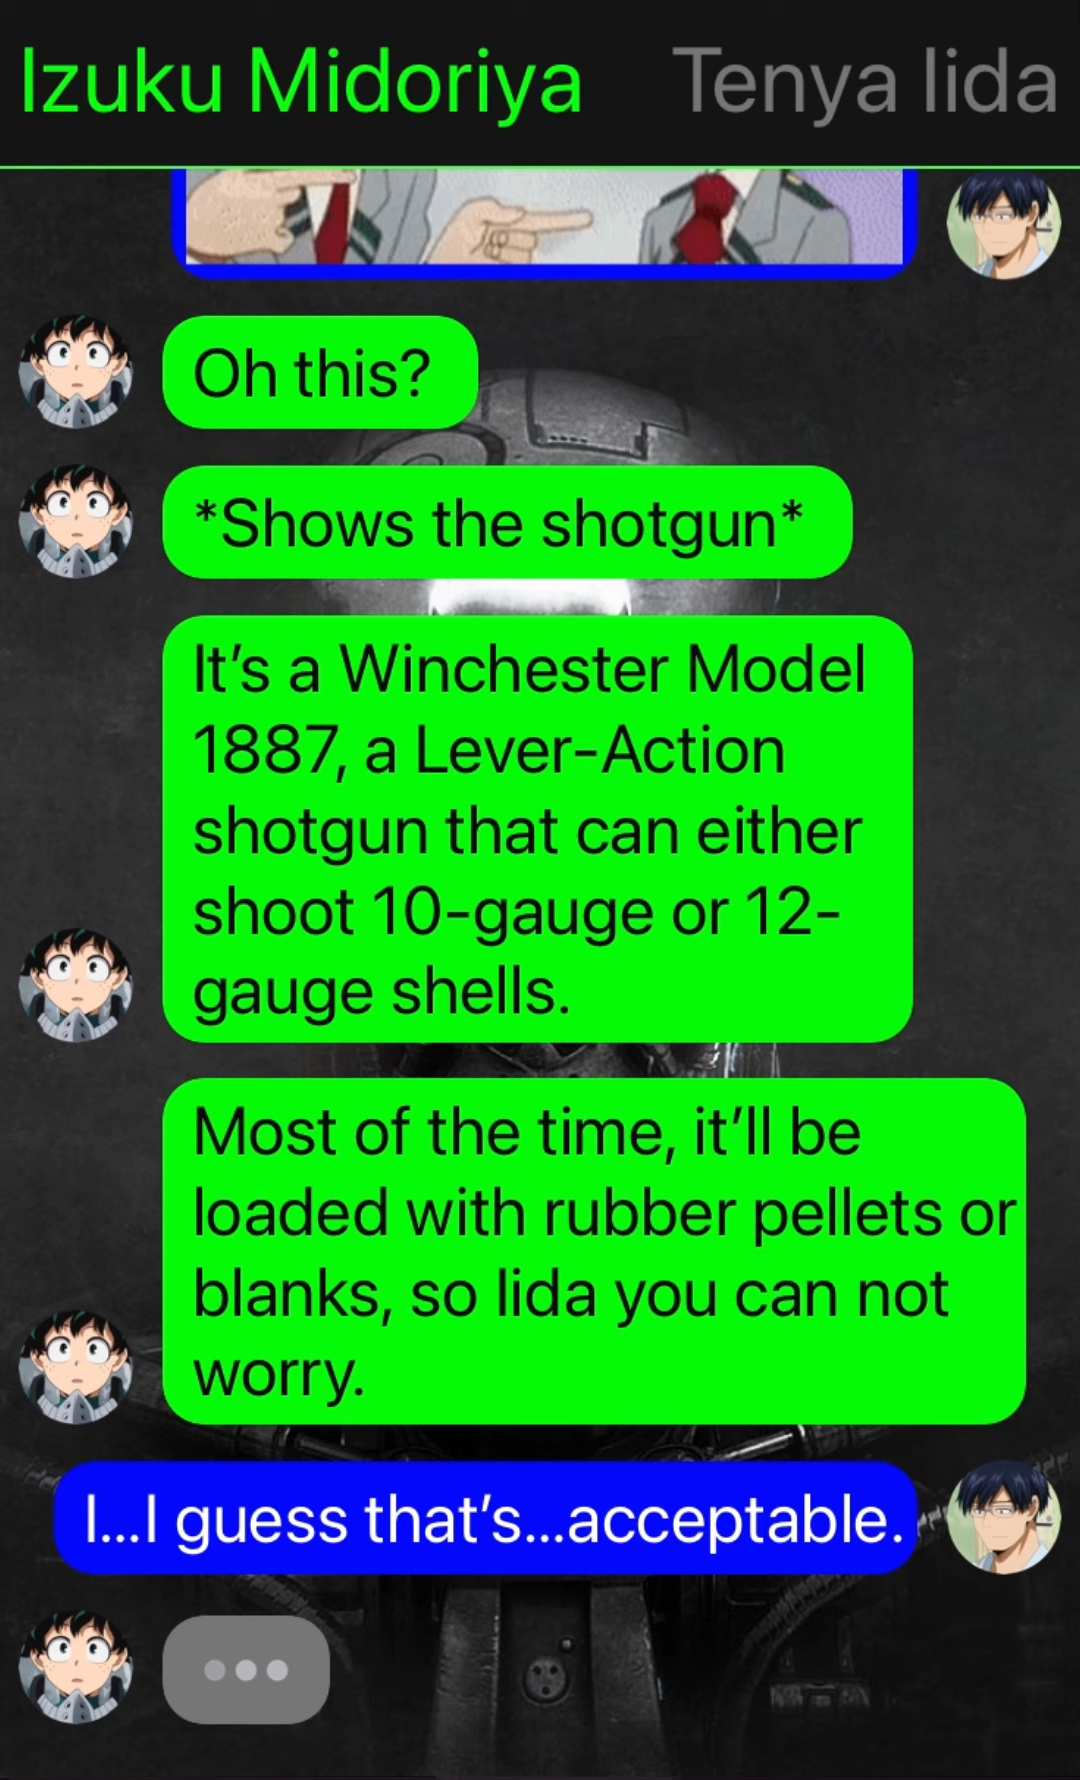 Izuku Midoriya
Tenya Iida
Oh this?
*Shows the shotgun*
It’s a Winchester Model
1887, a Lever-Action
shotgun that can either
shoot 10-gauge or 12-
gauge shells.
Most of the time, it’ll be
loaded with rubber pellets or
blanks, so Iida you can not
worry.
I...I guess that’s...acceptable.